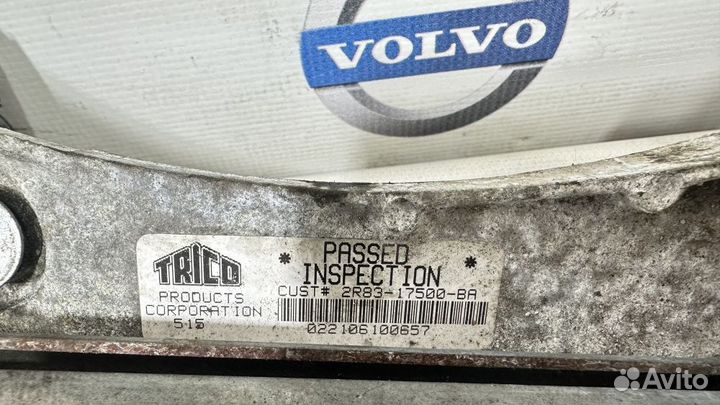 VOLVO
TRICO
PRODUCTS
CORPORATION
515
* PASSED *
INSPECTION
CUST# 2R83-17500-BA
022106100657
Avito